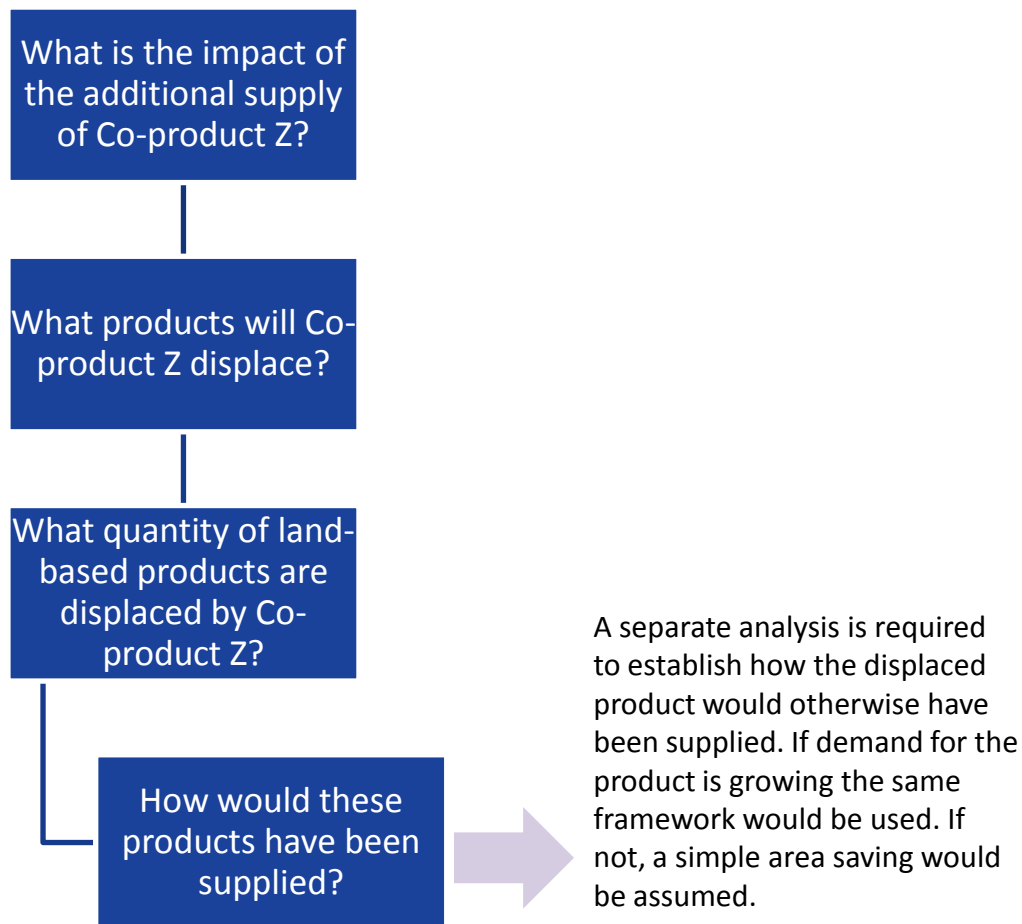 What is the impact of
the additional supply
of Co-product Z?
What products will Co-
product Z displace?
What quantity of land-
based products are
displaced by Co-
product Z?
How would these
products have been
supplied?
A separate analysis is required
to establish how the displaced
product would otherwise have
been supplied. If demand for the
product is growing the same
framework would be used. If
not, a simple area saving would
be assumed.